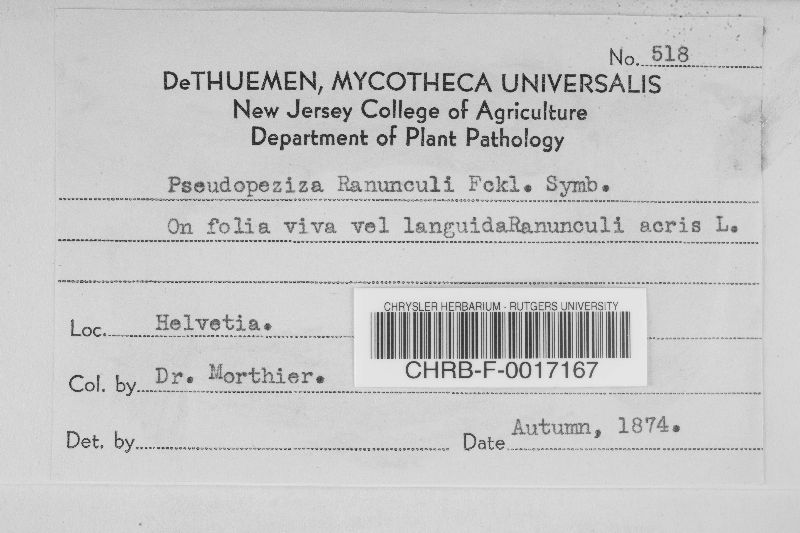 No. 518
DeTHUEMEN, MYCOTHECA UNIVERSALIS
New Jersey College of Agriculture
Department of Plant Pathology
Pseudopeziza Ranunculi Fckl. Symb.
On folia viva vel languidaRanunculi acris L.
Loc. Helvetia.
CHRYSLER HERBARIUM - RUTGERS UNIVERSITY
CHRB-F-0017167
Col. by Dr. Morthier.
Det. by
Date Autumn, 1874.